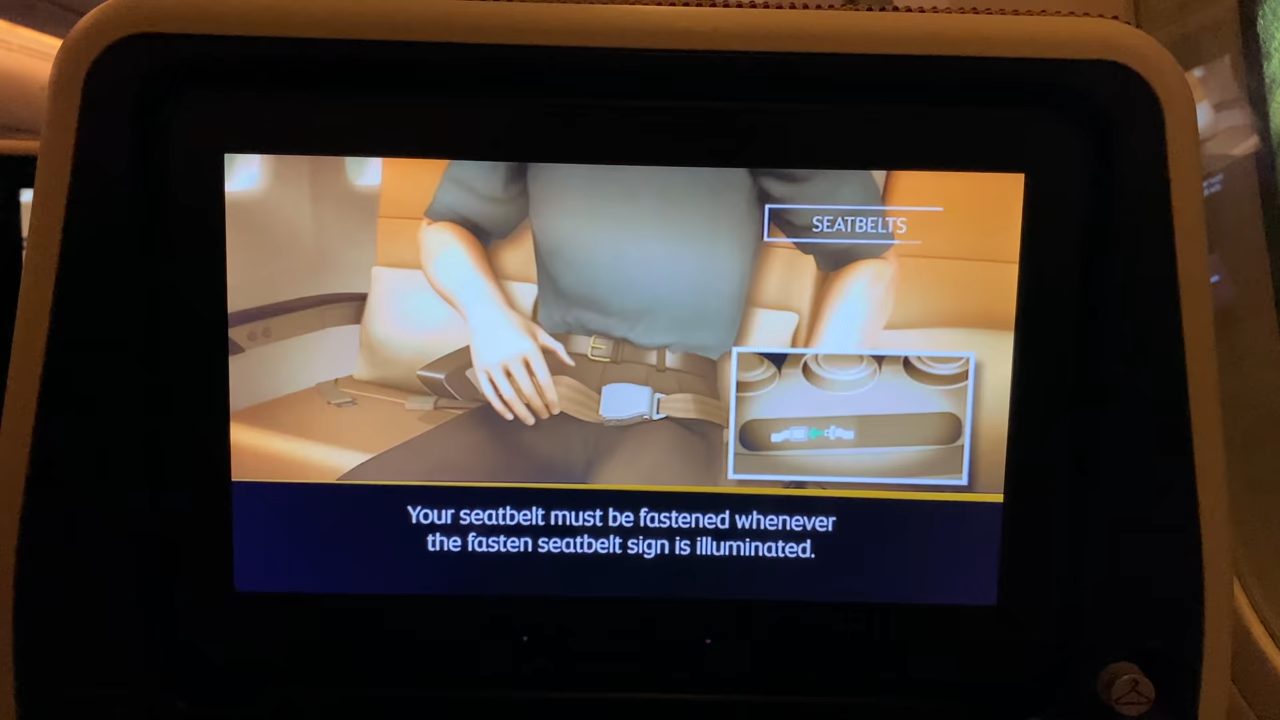 SEATBELTS
Your seatbelt must be fastened whenever
the fasten seatbelt sign is illuminated.